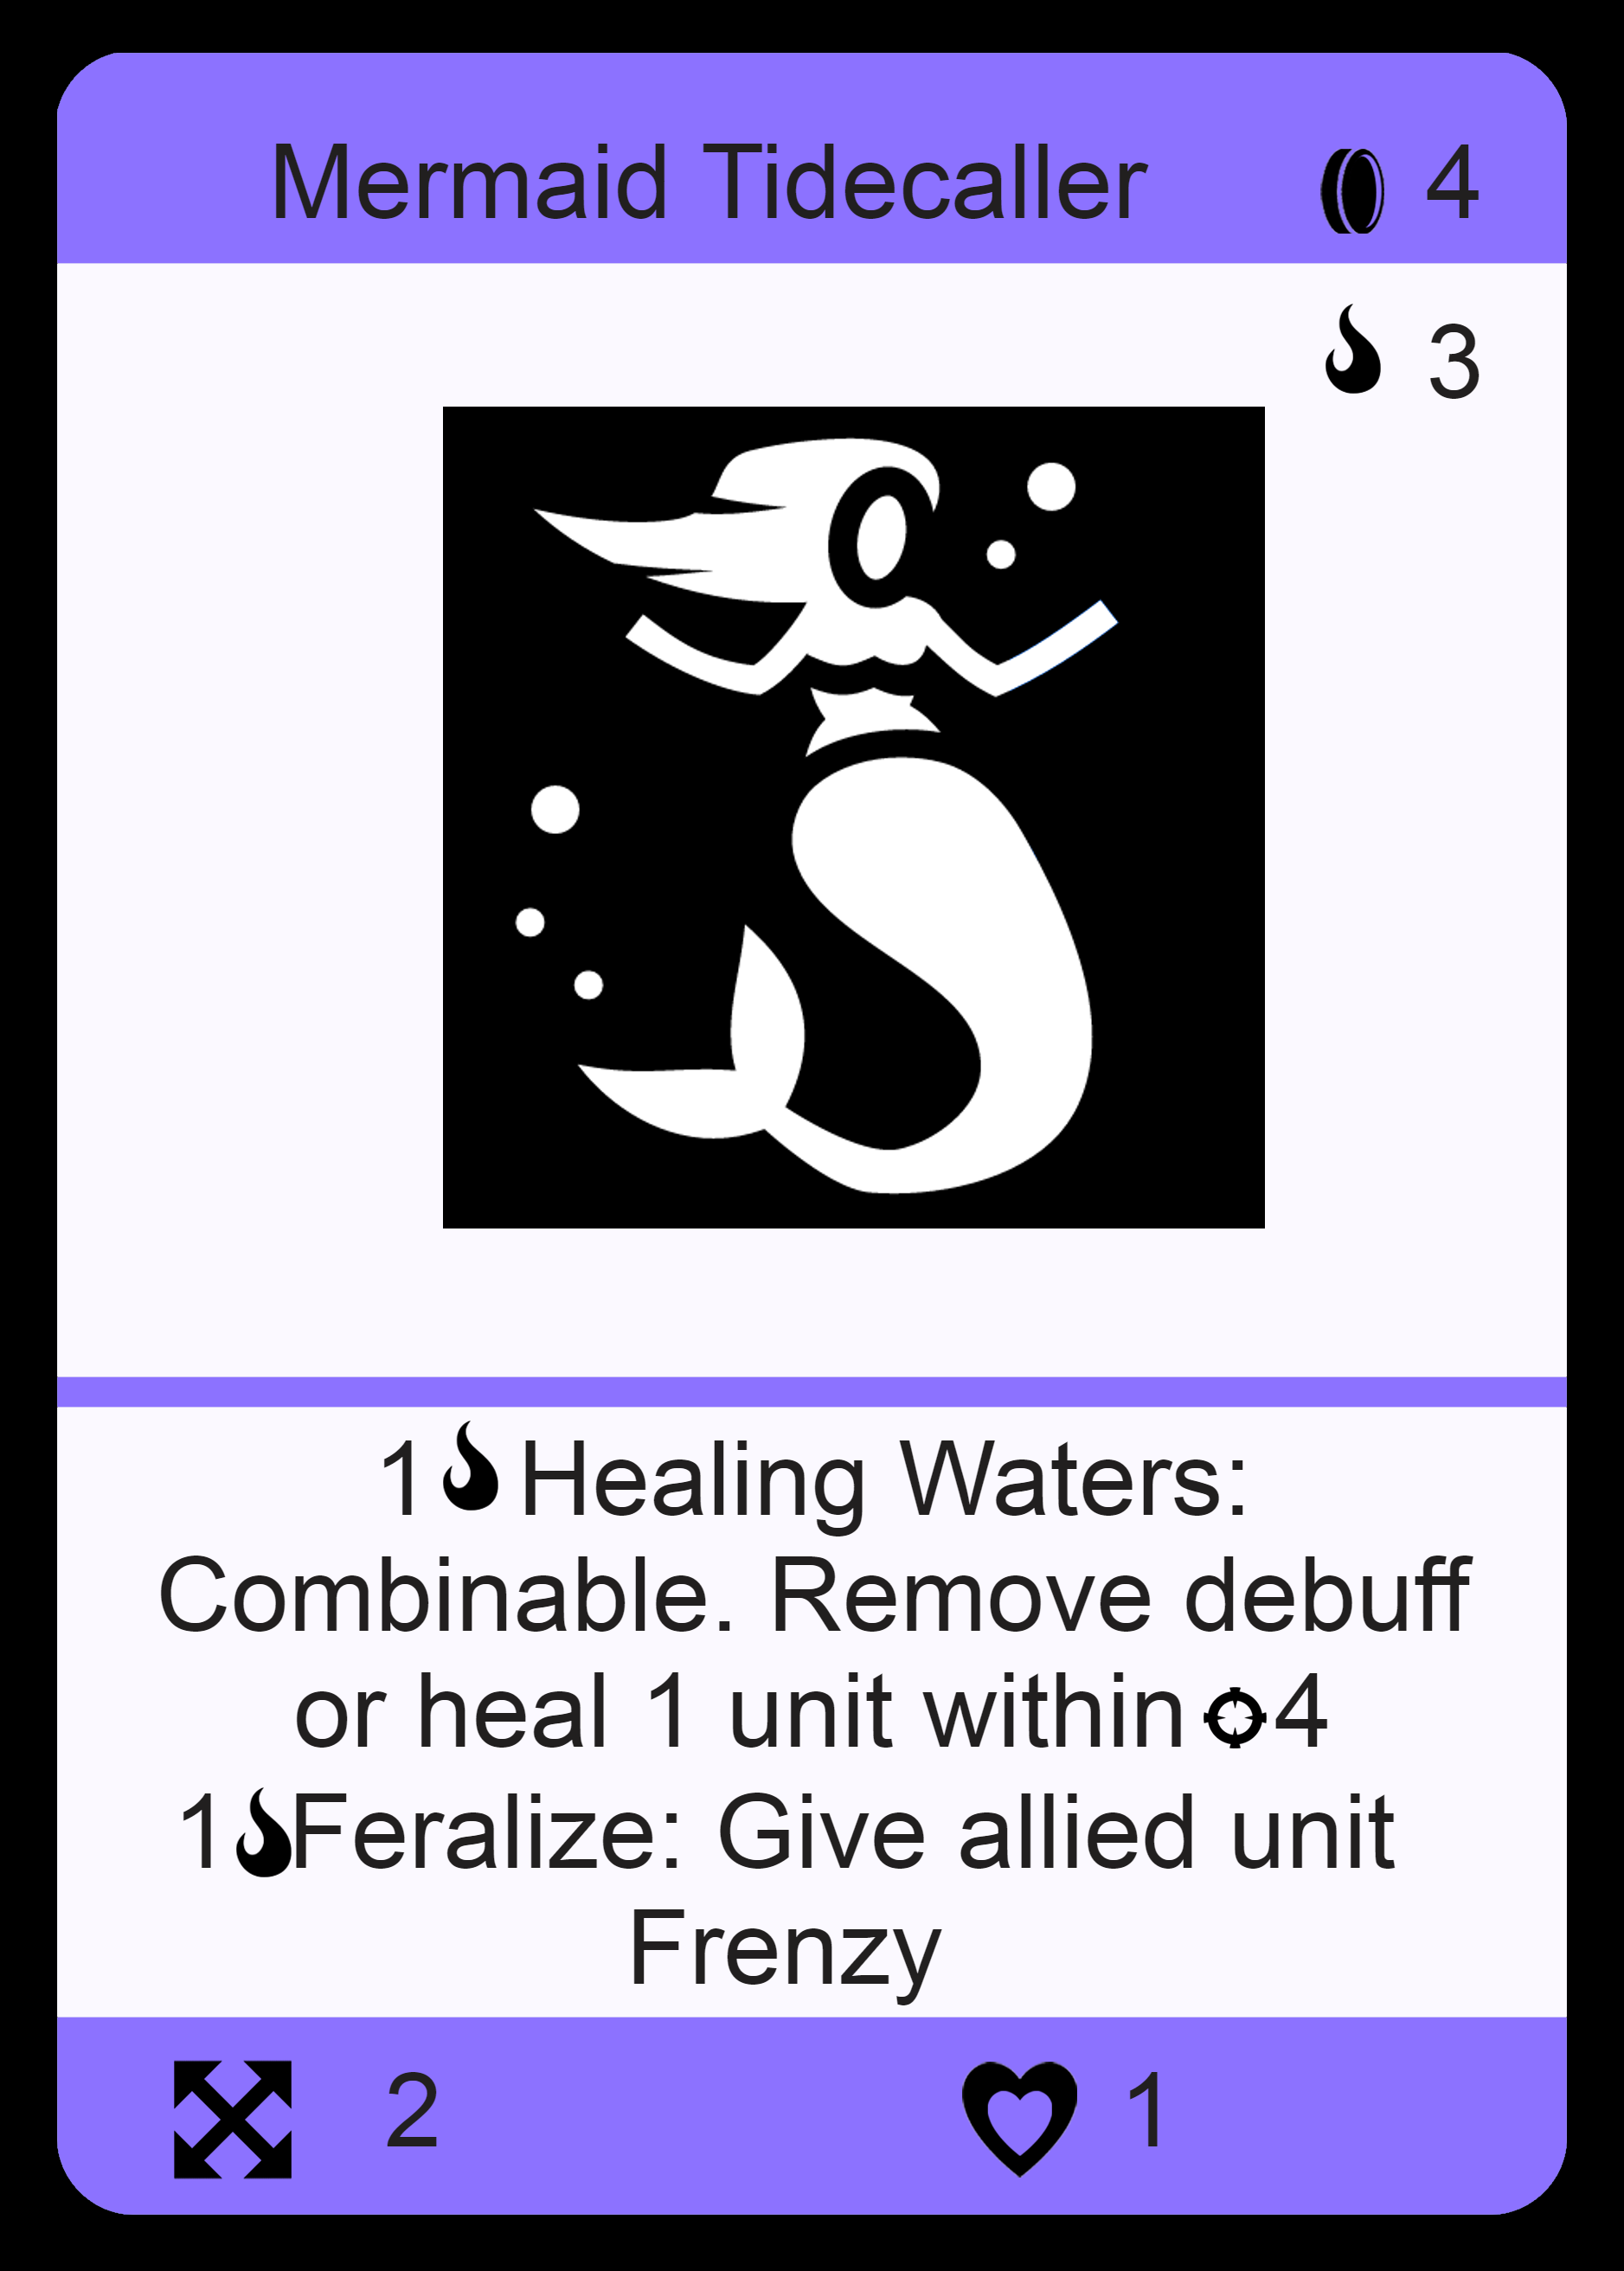 Mermaid Tidecaller 4
3
1 Healing Waters:
Combinable. Remove debuff
or heal 1 unit within 4
1 Feralize: Give allied unit
Frenzy
2 1